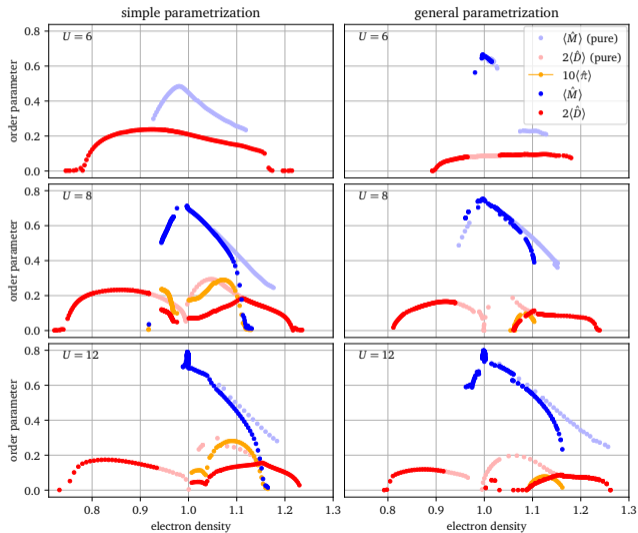 simple parametrization
general parametrization
U = 6
order parameter
0.8
0.6
0.4
0.2
0.0
U = 6
⟨M̂⟩ (pure)
2⟨D̂⟩ (pure)
10⟨π̂⟩
⟨M̂⟩
2⟨D̂⟩
U = 8
order parameter
0.8
0.6
0.4
0.2
0.0
U = 8
U = 12
order parameter
0.8
0.6
0.4
0.2
0.0
U = 12
0.8 0.9 1.0 1.1 1.2 1.3
electron density
0.8 0.9 1.0 1.1 1.2 1.3
electron density